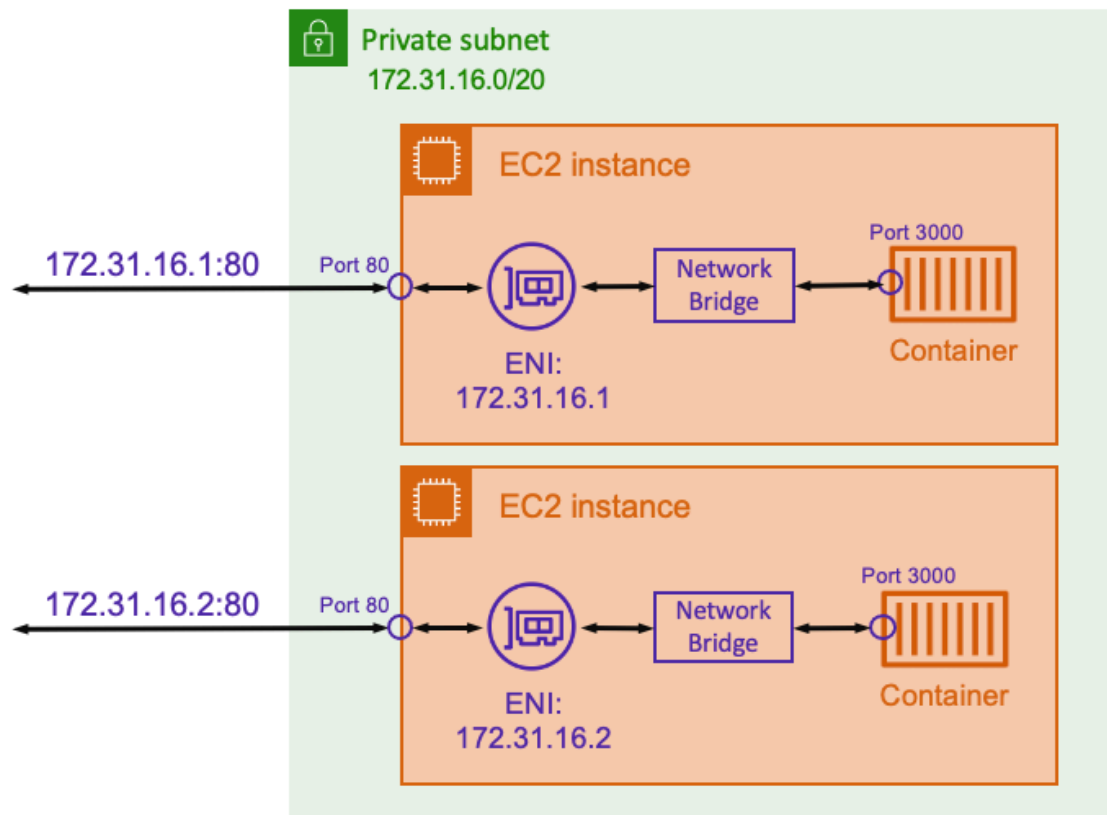 Private subnet
172.31.16.0/20
EC2 instance
Port 3000
172.31.16.1:80
Port 80
Network
Bridge
Container
ENI:
172.31.16.1
EC2 instance
Port 3000
172.31.16.2:80
Port 80
Network
Bridge
Container
ENI:
172.31.16.2